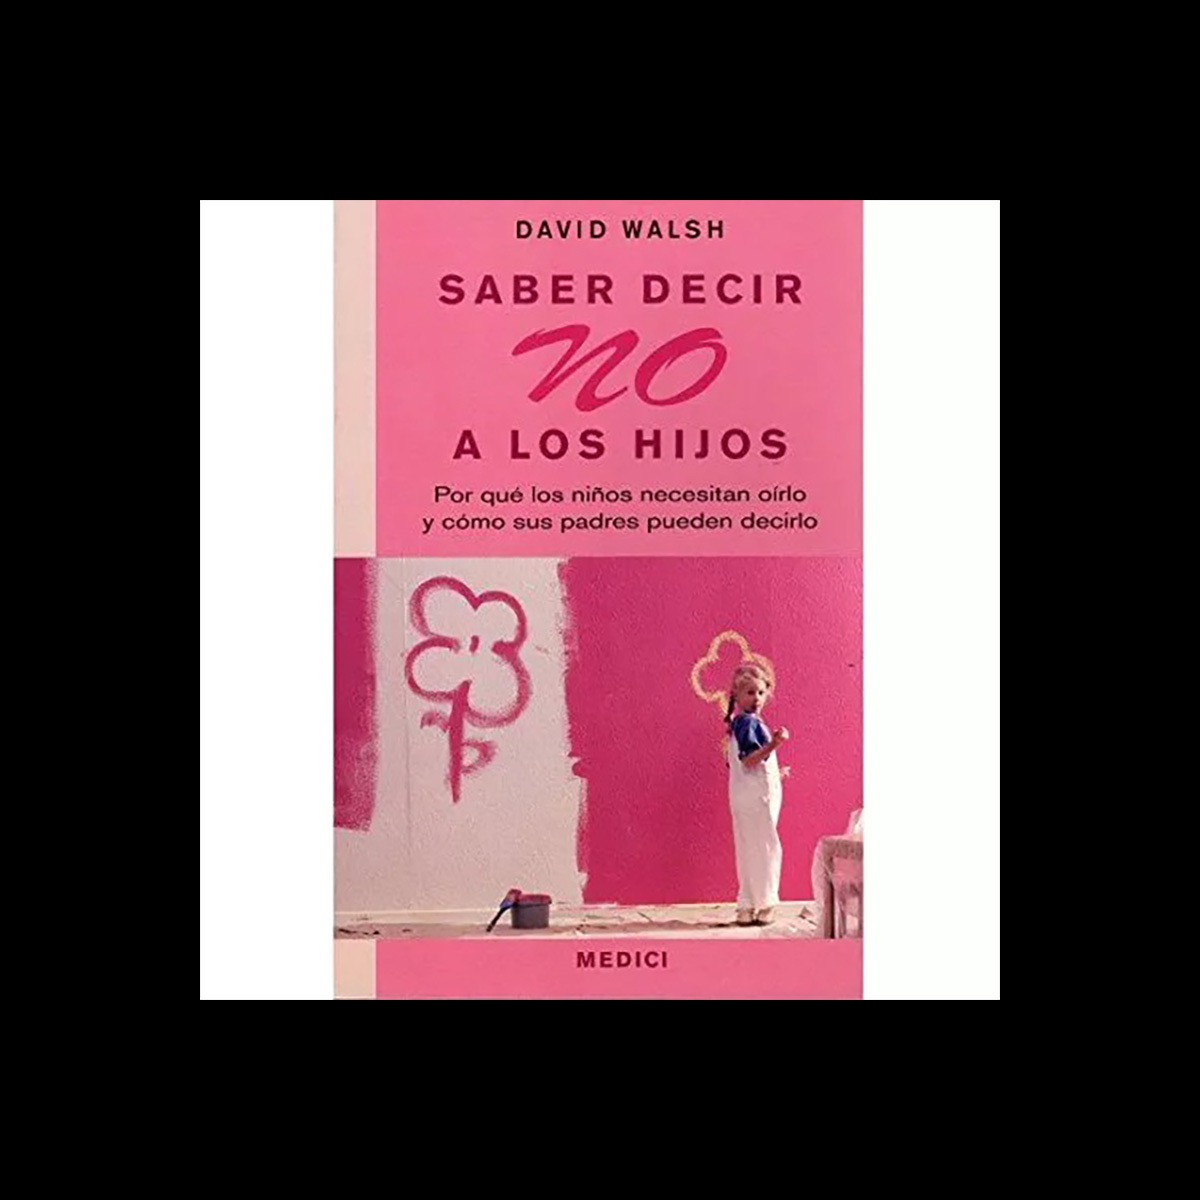 DAVID WALSH
SABER DECIR
no
A LOS HIJOS
Por qué los niños necesitan oírlo
y cómo sus padres pueden decirlo
MEDICI